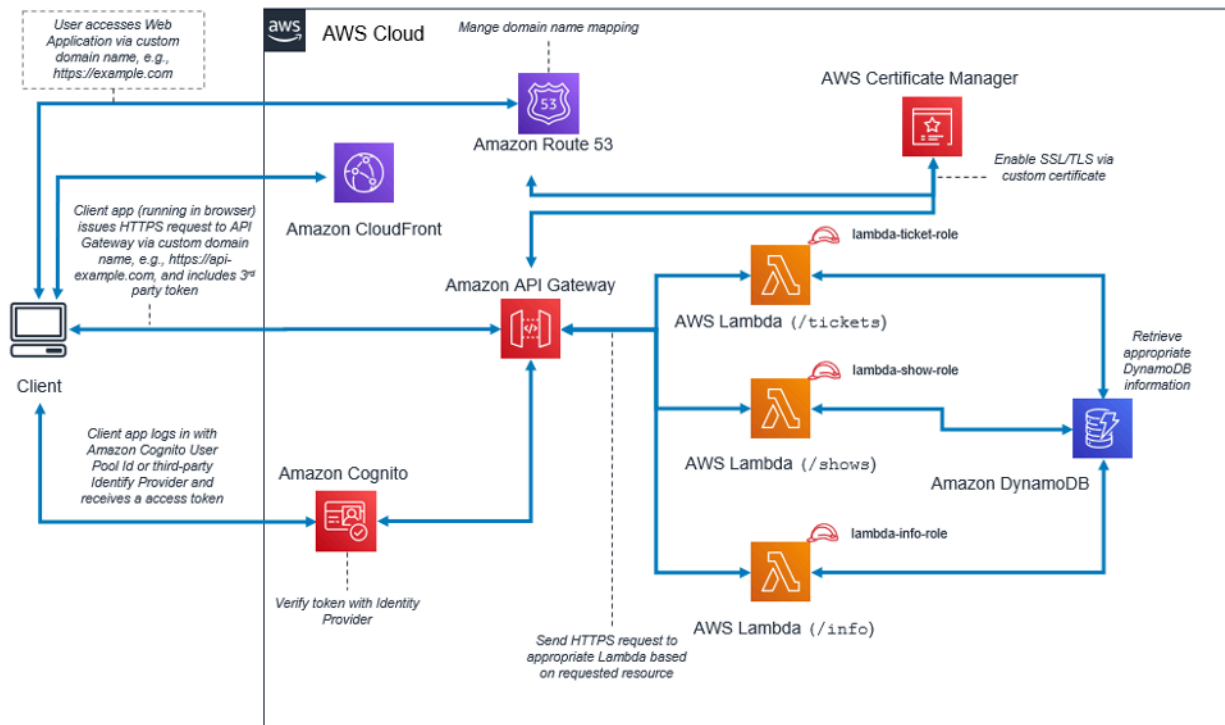 User accesses Web
Application via custom
domain name, e.g.,
https://example.com
aws
AWS Cloud
Mange domain name mapping
53
Amazon Route 53
AWS Certificate Manager
Enable SSL/TLS via
custom certificate
Amazon CloudFront
Client app (running in browser)
issues HTTPS request to API
Gateway via custom domain
name, e.g., https://api-
example.com, and includes 3rd
party token
Client
Amazon API Gateway
lambda-ticket-role
AWS Lambda (/tickets)
lambda-show-role
AWS Lambda (/shows)
lambda-info-role
AWS Lambda (/info)
Retrieve
appropriate
DynamoDB
information
Amazon DynamoDB
Client app logs in with
Amazon Cognito User
Pool Id or third-party
Identify Provider and
receives a access token
Amazon Cognito
Verify token with Identity
Provider
Send HTTPS request to
appropriate Lambda based
on requested resource